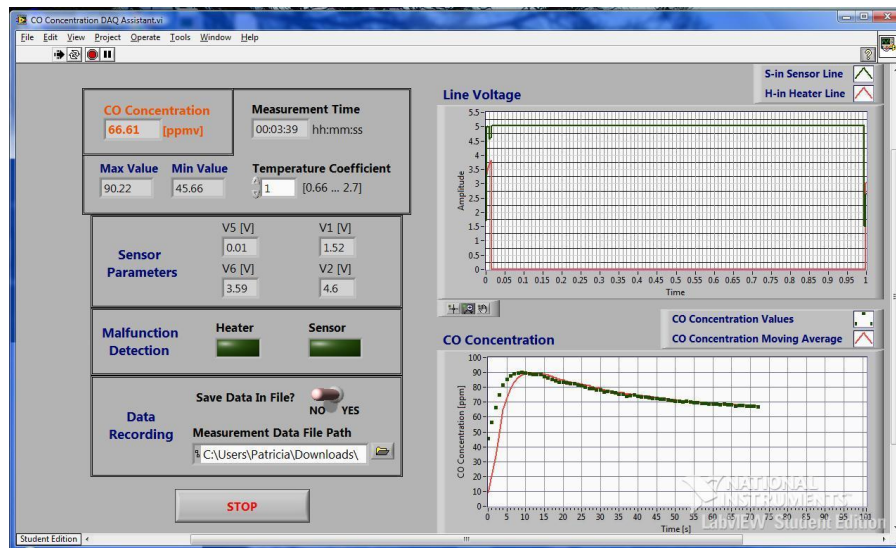 CO Concentration DAQ Assistant.vi
File Edit View Project Operate Tools Window Help
CO Concentration
66.61 [ppmv]
Measurement Time
00:03:39 hh:mm:ss
Max Value Min Value
90.22 45.66
Temperature Coefficient
1 [0.66 ... 2.7]
Sensor
Parameters
V5 [V] V1 [V]
0.01 1.52
V6 [V] V2 [V]
3.59 4.6
Malfunction
Detection
Heater Sensor
Data
Recording
Save Data In File?
NO YES
Measurement Data File Path
C:\Users\Patricia\Downloads\
STOP
Student Edition
S-in Sensor Line
H-in Heater Line
Line Voltage
Amplitude
5.5
5
4.5
4
3.5
3
2.5
2
1.5
1
0.5
0
0 0.05 0.1 0.15 0.2 0.25 0.3 0.35 0.4 0.45 0.5 0.55 0.6 0.65 0.7 0.75 0.8 0.85 0.9 0.95 1
Time
CO Concentration Values
CO Concentration Moving Average
CO Concentration
CO Concentration [ppm]
100
90
80
70
60
50
40
30
20
10
0
0 5 10 15 20 25 30 35 40 45 50 55 60 65 70 75 80 85 90 95 100
Time [s]
NATIONAL
INSTRUMENTS
LabVIEW Student Edition